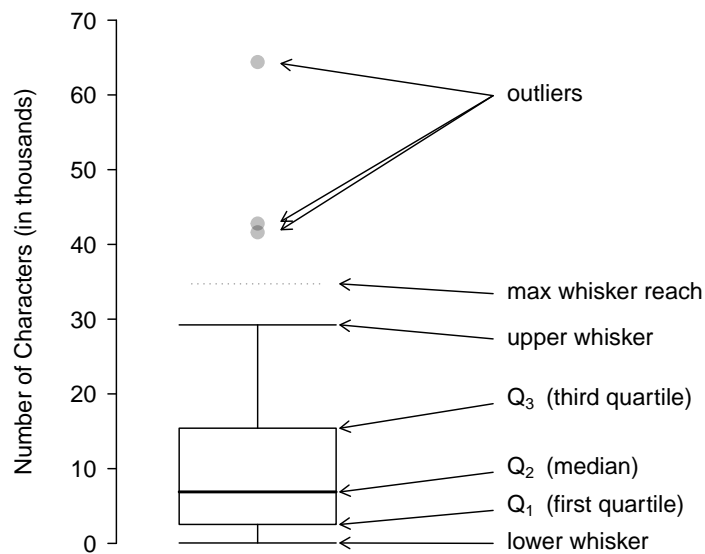 Number of Characters (in thousands)
70
60
50
40
30
20
10
0
outliers
max whisker reach
upper whisker
Q3 (third quartile)
Q2 (median)
Q1 (first quartile)
lower whisker